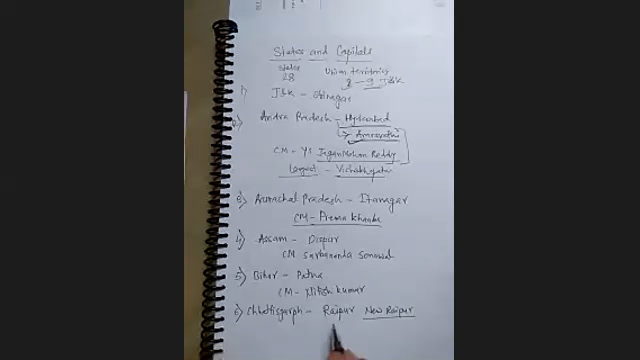 States and Capitals
States Union territories
28 8 - 9 J&K
1) J&K - Srinagar
2) Andra Pradesh - Hyderabad
→ Amaravathi
CM - YS JaganMohan Reddy
Largest -
3) Arunachal Pradesh - Itanagar
CM - Prema Khandu
4) Assam - Dispur
CM Sarbananda Sonowal
5) Bihar - Patna
CM - Nitish Kumar
6) Chhattisgarph - Raipur New Raipur